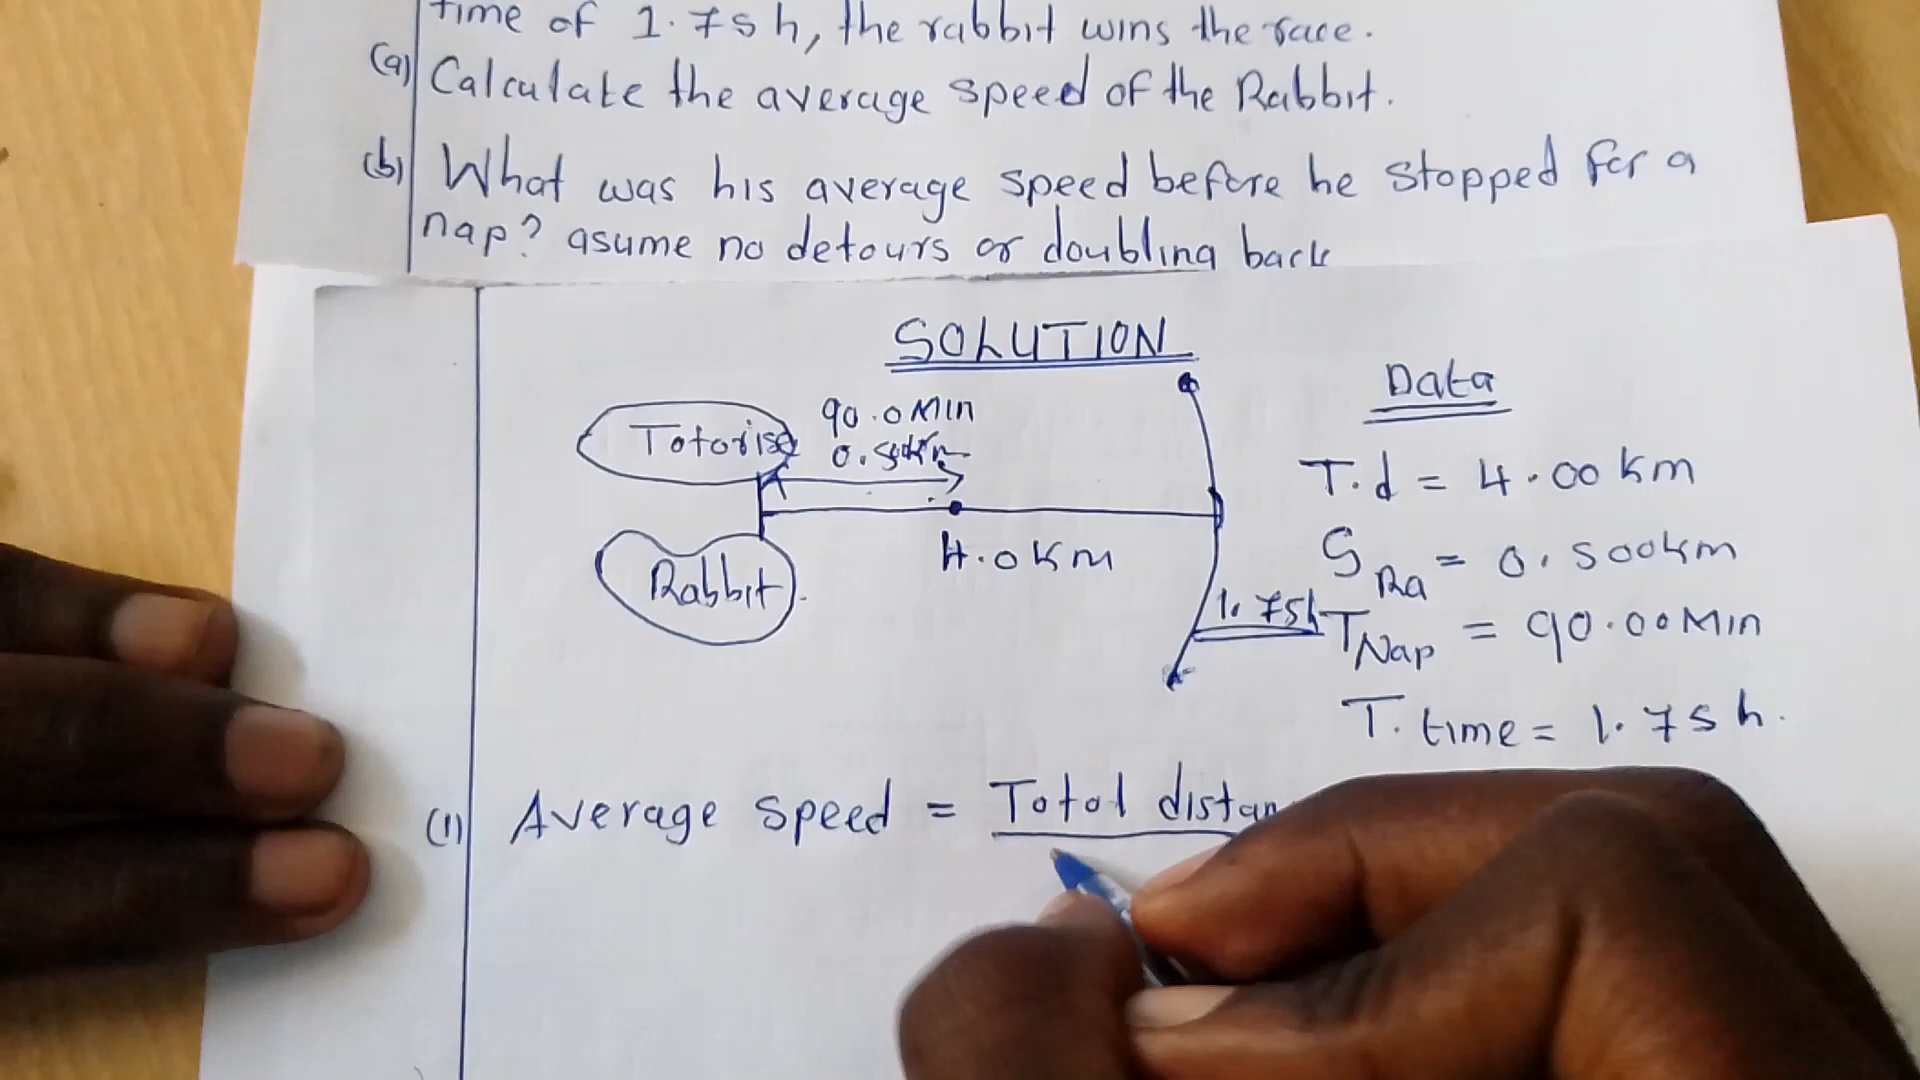 time of 1.75h, the rabbit wins the race.
(a) Calculate the average speed of the Rabbit.
(b) What was his average speed before he stopped for a
nap? asume no detours or doubling back
SOLUTION
Data
90.0 Min
Totorise
0.500km
T.d = 4.00 km
4.0 km
S Ra = 0.500km
Rabbit.
1.75h
T Nap = 90.00 Min
T. time = 1.75 h.
(1) Average speed = Total distan